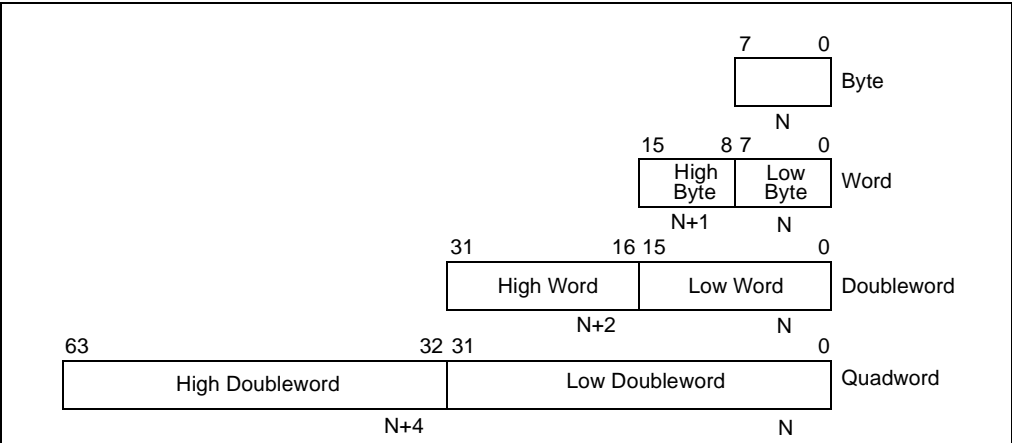 7 0
Byte
N
15 8 7 0
High Byte
Low Byte
Word
N+1 N
31 16 15 0
High Word Low Word Doubleword
N+2 N
63 32 31 0
High Doubleword Low Doubleword Quadword
N+4 N